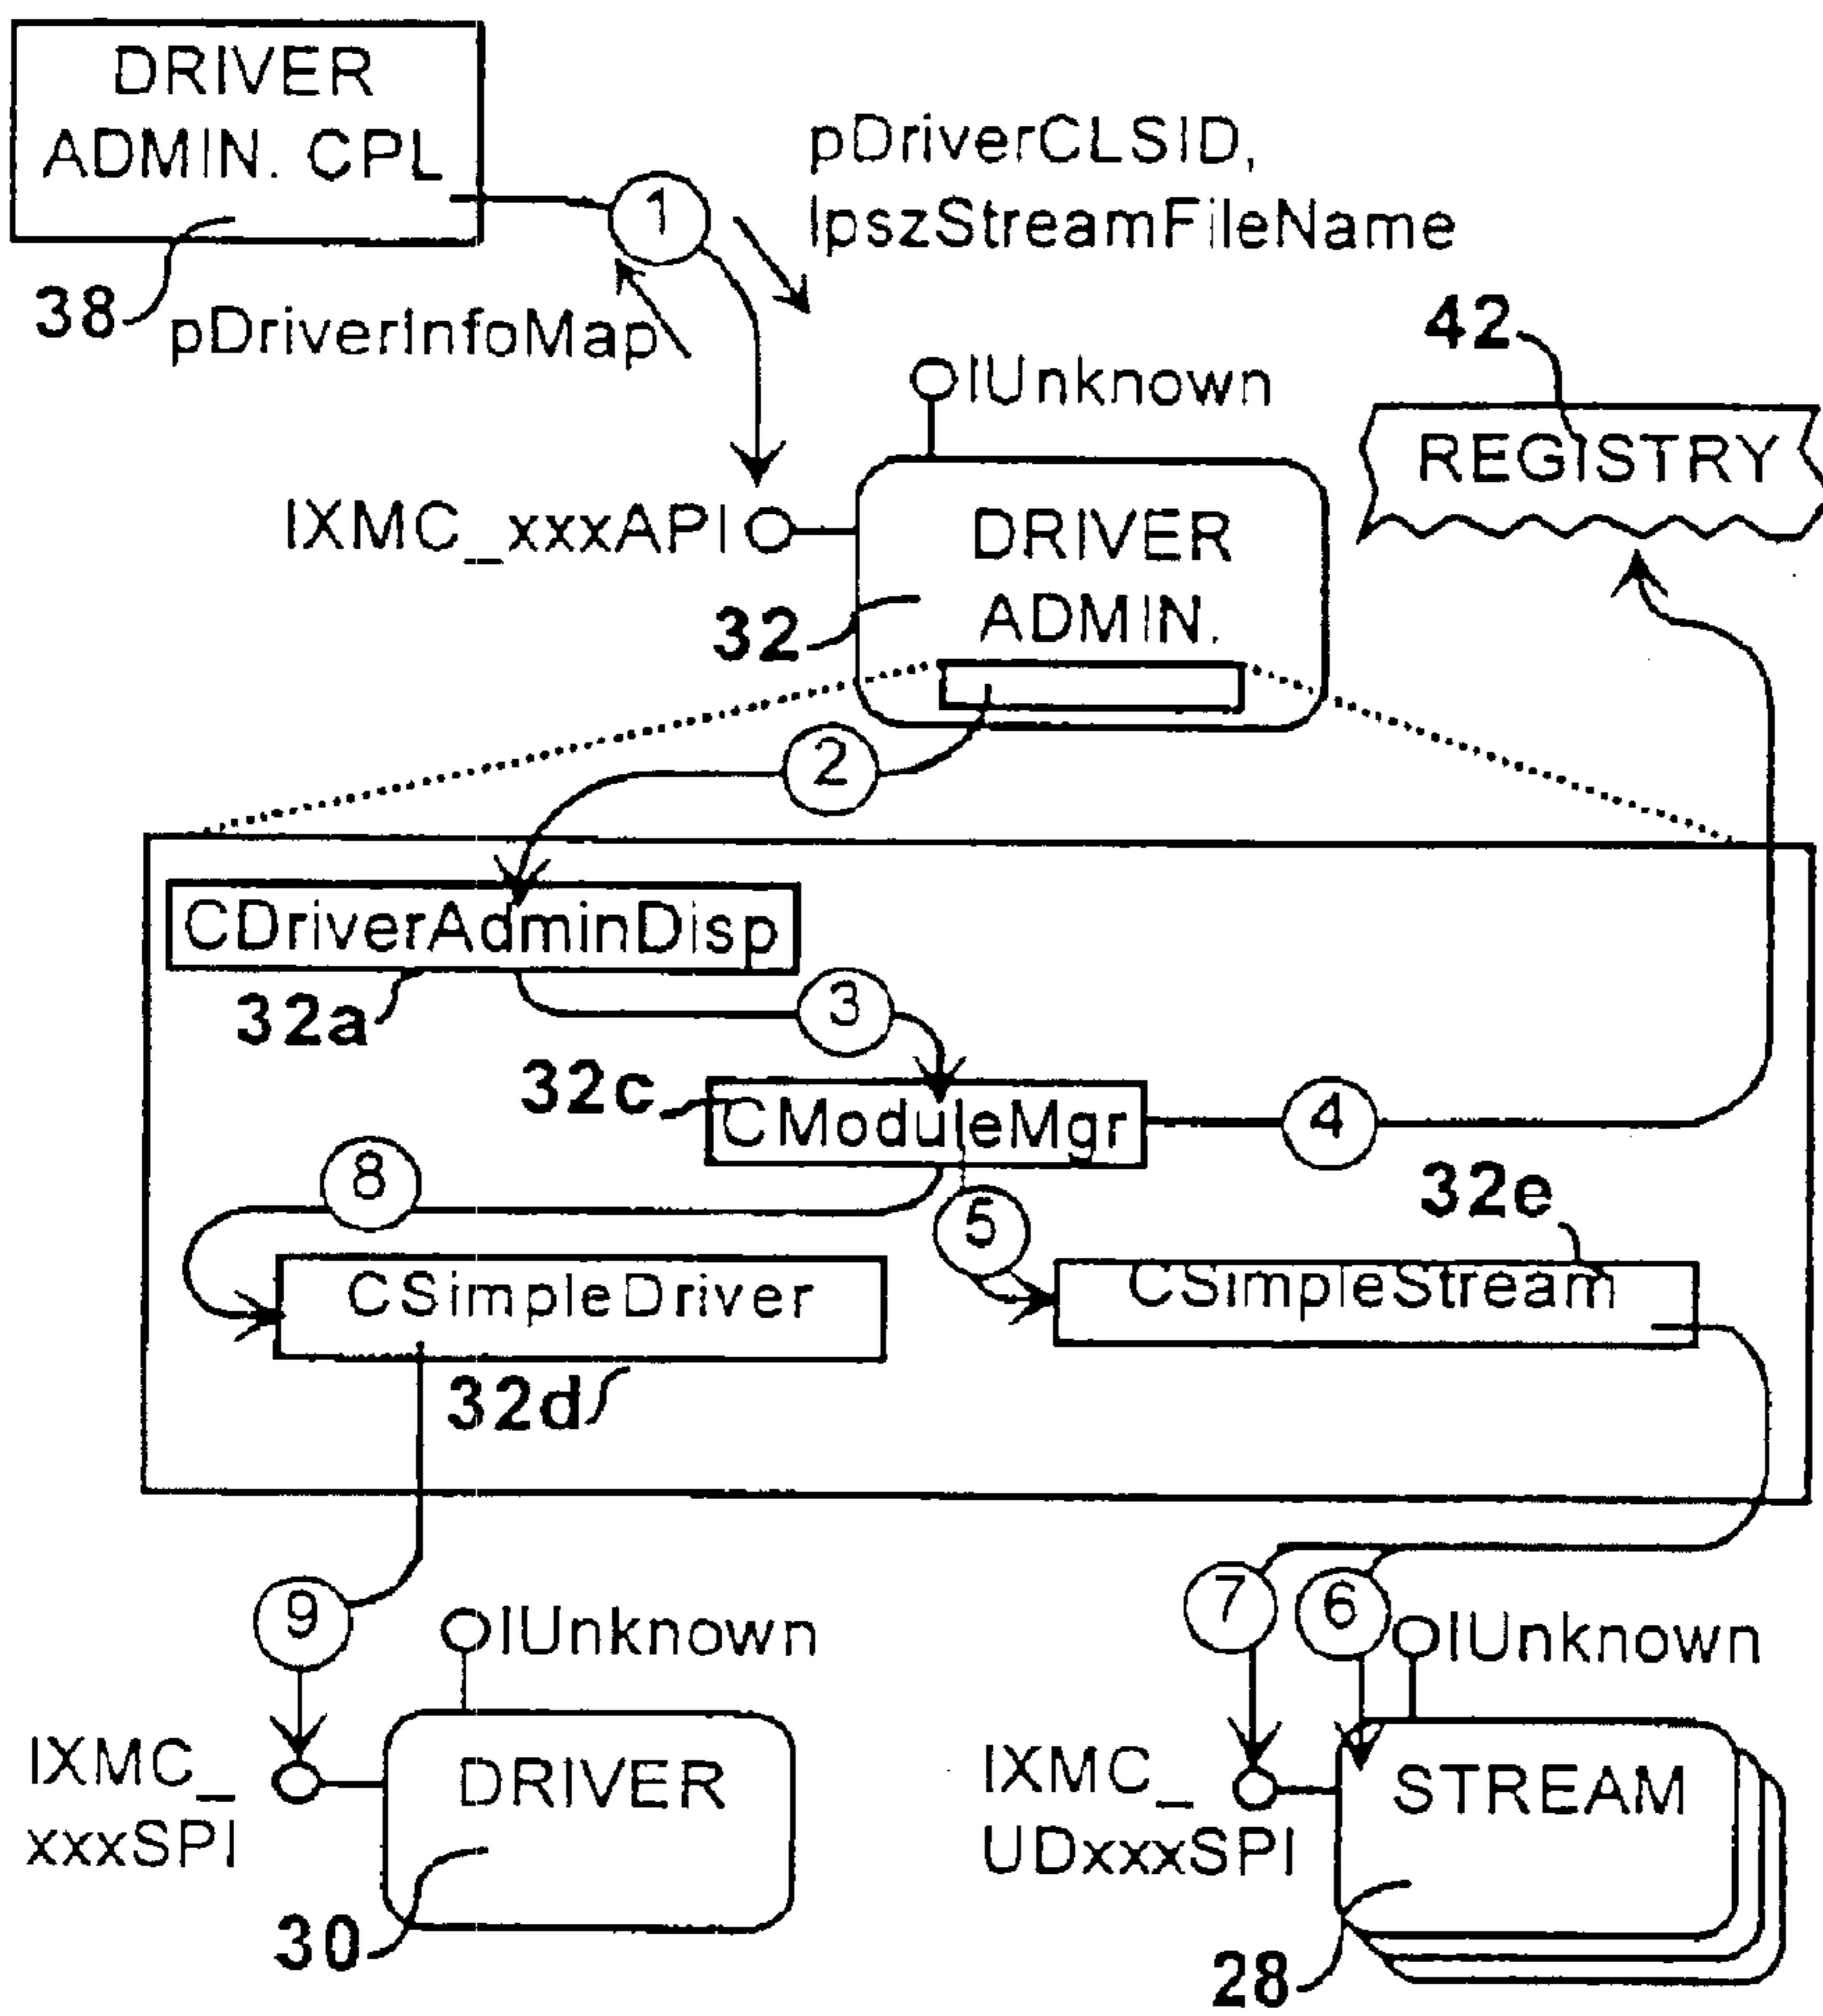 DRIVER
ADMIN. CPL
1
pDriverCLSID,
lpszStreamFileName
38
pDriverInfoMap
42
IUnknown
REGISTRY
IXMC_xxxAPI
DRIVER
ADMIN.
32
2
CDriverAdminDisp
32a
3
32c
CModuleMgr
4
8
32e
5
CSimpleDriver
CSimpleStream
32d
9
IUnknown
7
6
IUnknown
IXMC_
xxxSPI
DRIVER
IXMC_
UDxxxSPI
STREAM
30
28